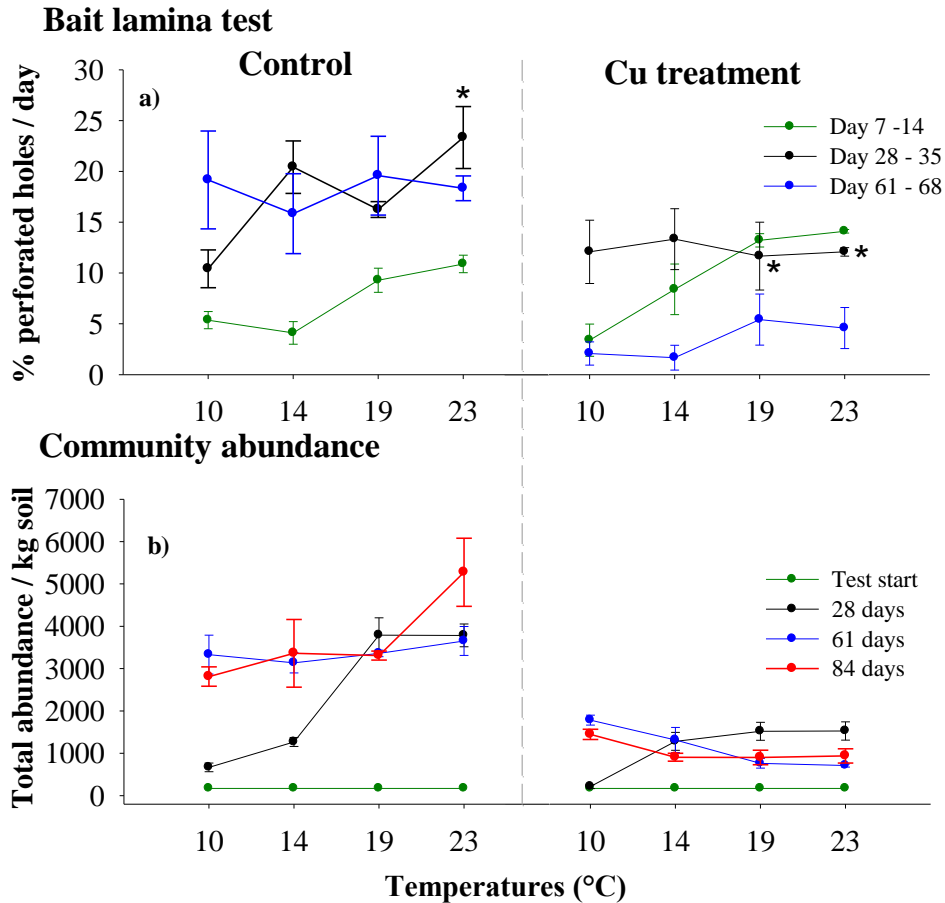 Bait lamina test
Control
Cu treatment
% perforated holes / day
30
25
20
15
10
5
0
a)
*
*
*
Day 7 -14
Day 28 - 35
Day 61 - 68
10 14 19 23
10 14 19 23
Community abundance
Total abundance / kg soil
7000
6000
5000
4000
3000
2000
1000
0
b)
Test start
28 days
61 days
84 days
10 14 19 23
10 14 19 23
Temperatures (°C)